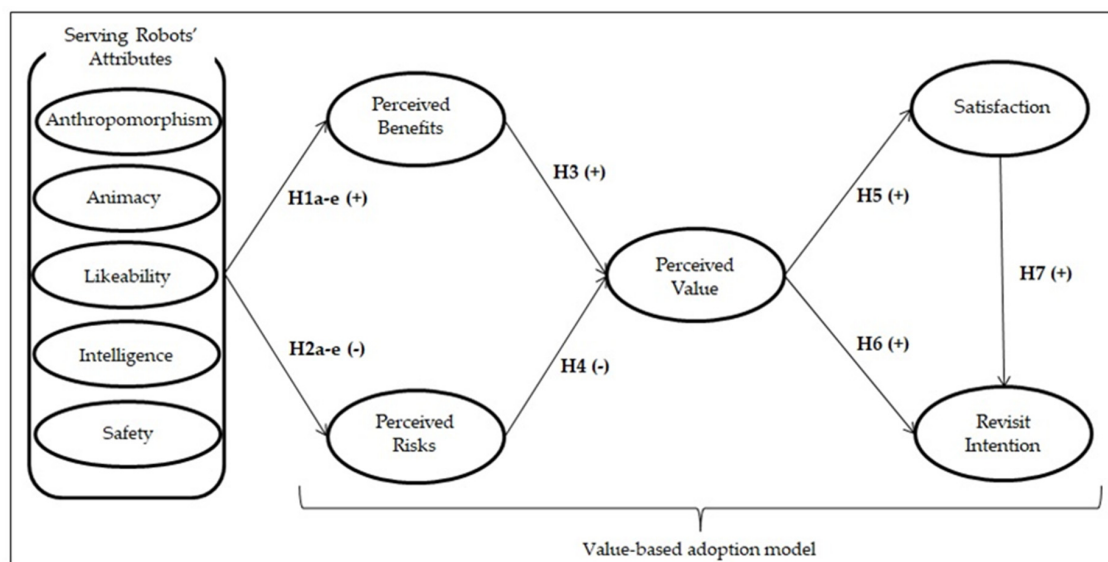 Serving Robots'
Attributes
Anthropomorphism
Animacy
Likeability
Intelligence
Safety
H1a-e (+)
H2a-e (-)
Perceived
Benefits
Perceived
Risks
H3 (+)
H4 (-)
Perceived
Value
H5 (+)
H6 (+)
Satisfaction
H7 (+)
Revisit
Intention
Value-based adoption model